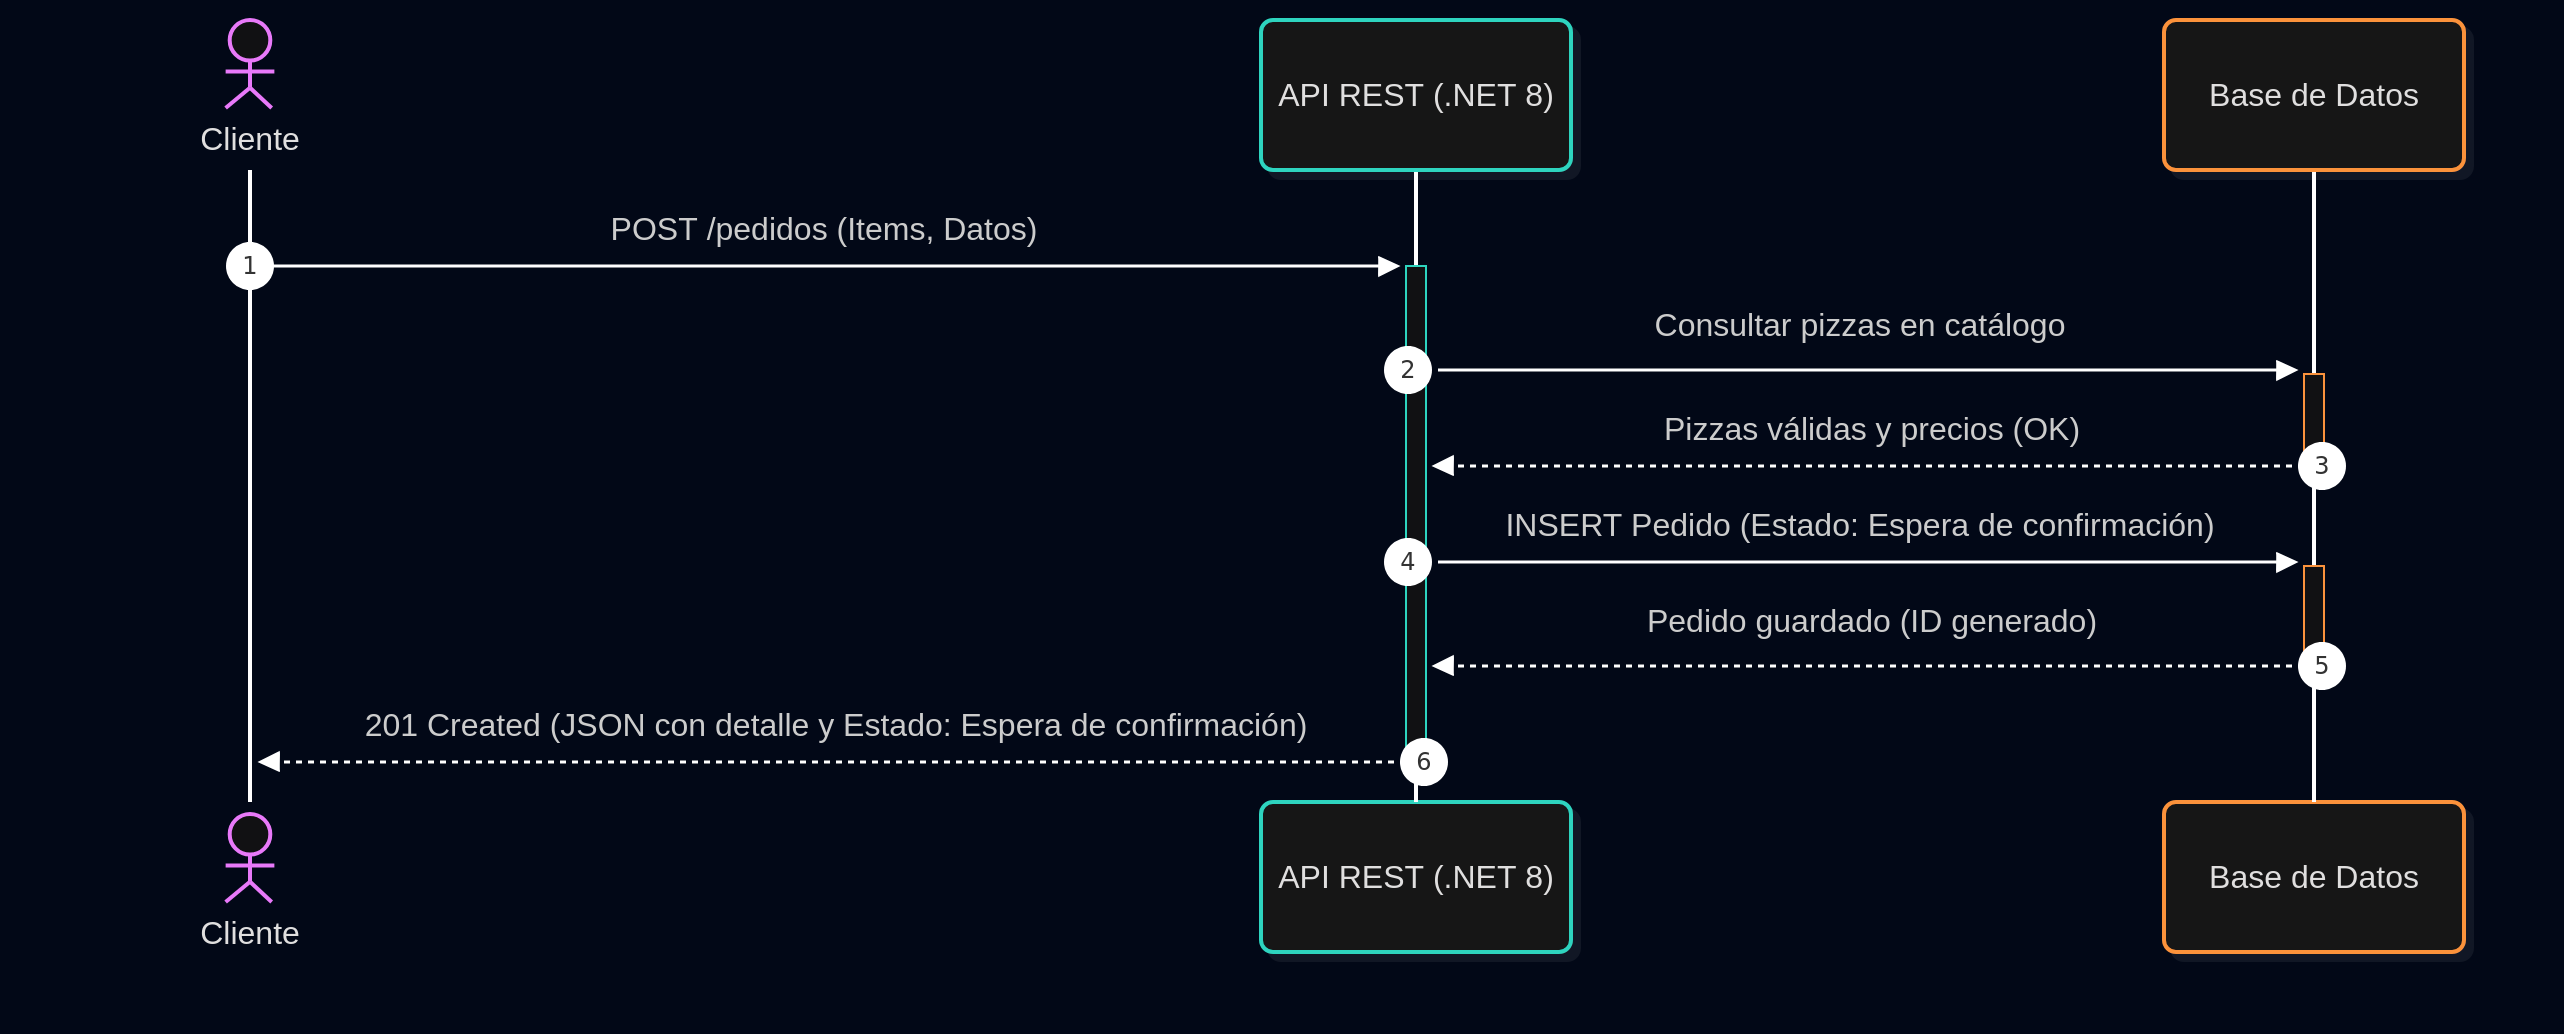 Cliente
API REST (.NET 8)
Base de Datos
POST /pedidos (Items, Datos)
1
Consultar pizzas en catálogo
2
Pizzas válidas y precios (OK)
3
INSERT Pedido (Estado: Espera de confirmación)
4
Pedido guardado (ID generado)
5
201 Created (JSON con detalle y Estado: Espera de confirmación)
6
Cliente
API REST (.NET 8)
Base de Datos